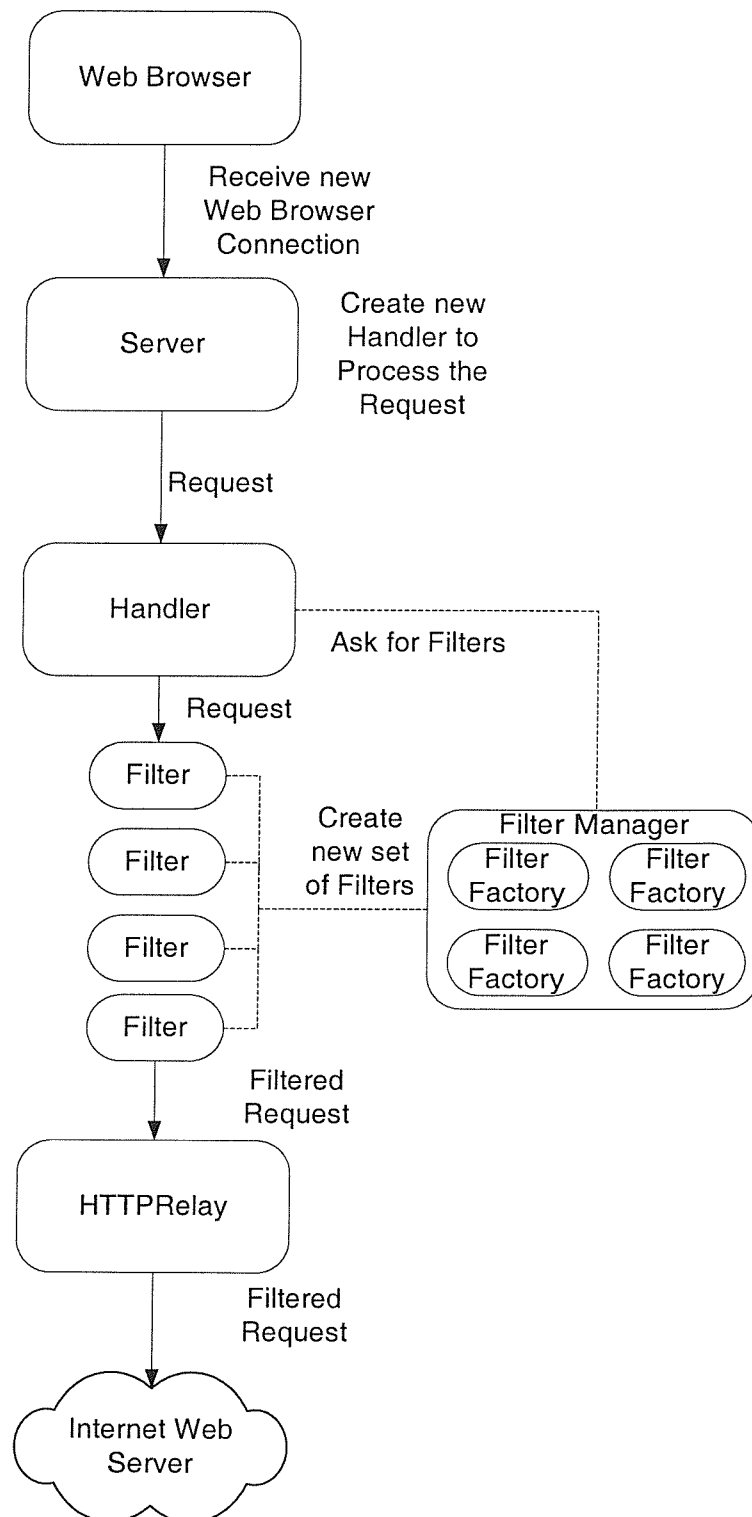 Web Browser
Receive new
Web Browser
Connection
Server
Create new
Handler to
Process the
Request
Request
Handler
Ask for Filters
Request
Filter
Filter
Filter
Filter
Create
new set
of Filters
Filter Manager
Filter
Factory
Filter
Factory
Filter
Factory
Filter
Factory
Filtered
Request
HTTPRelay
Filtered
Request
Internet Web
Server